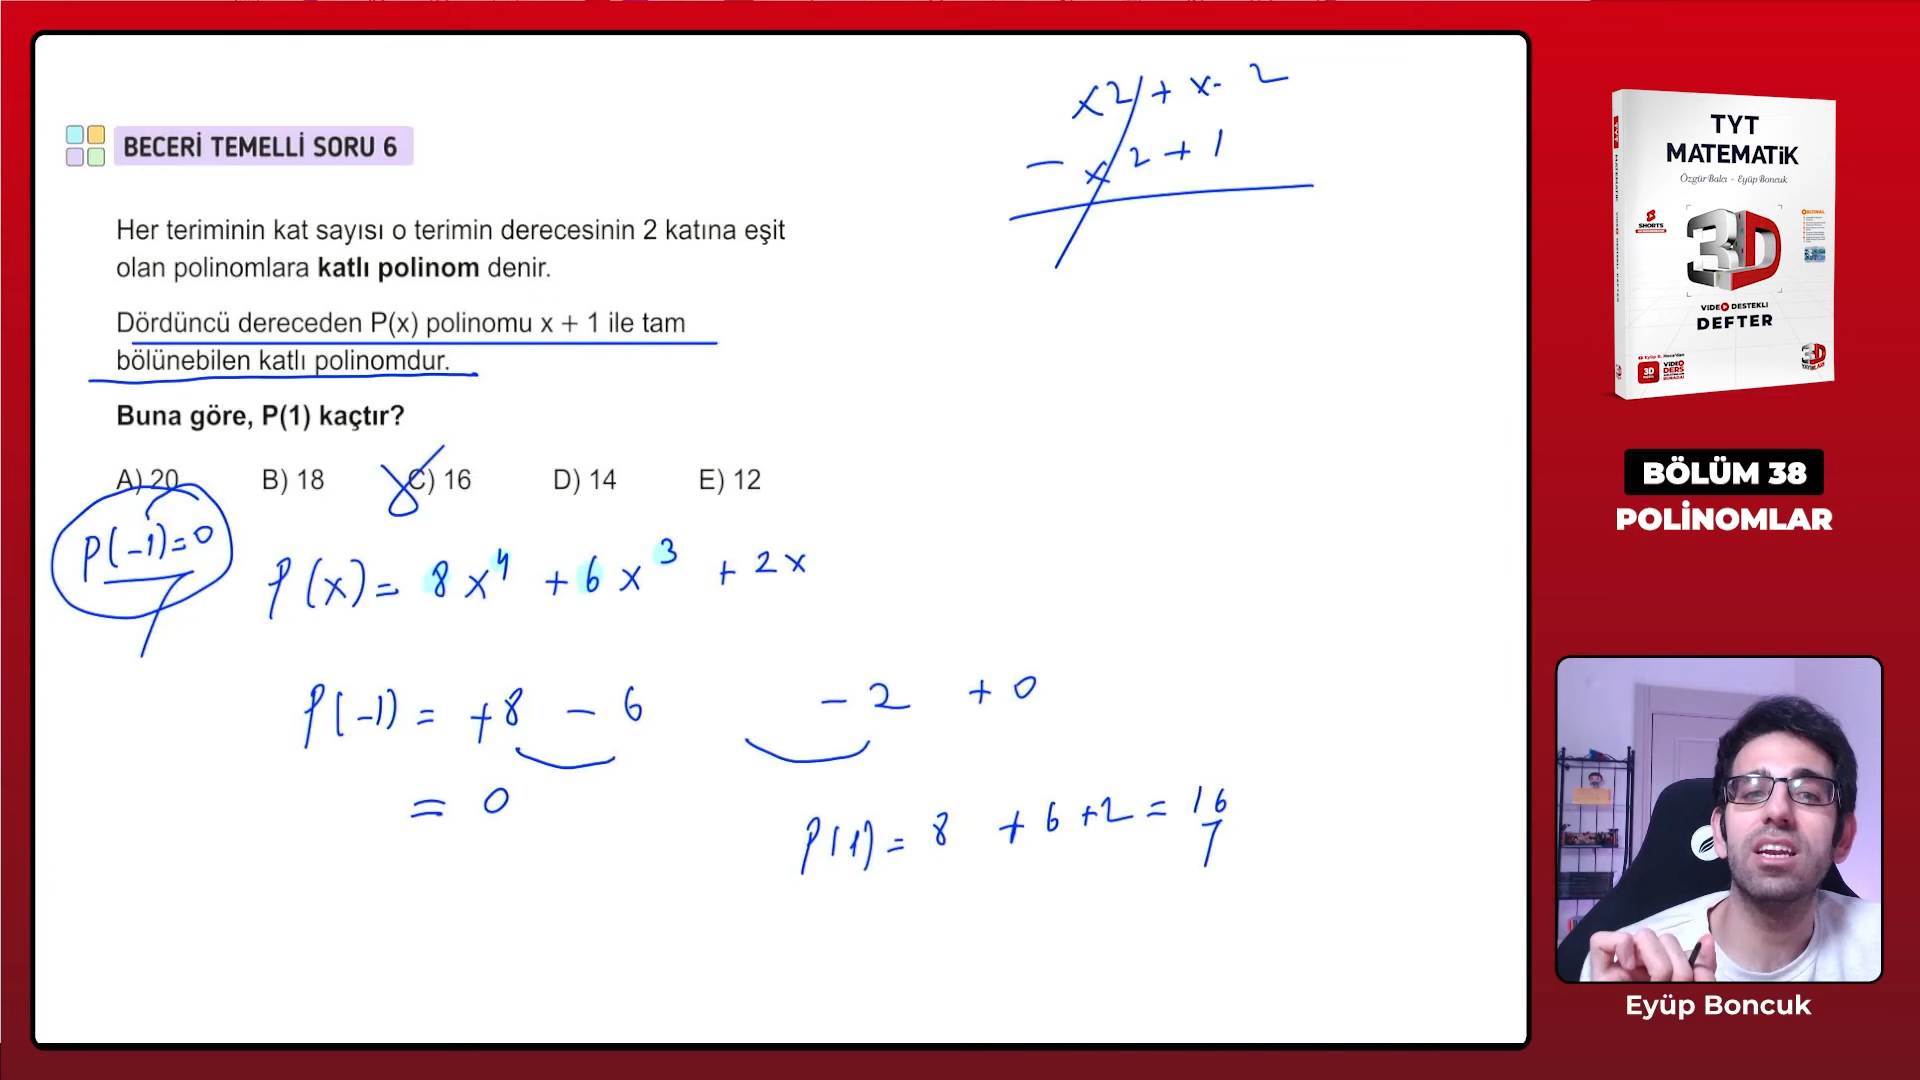 BECERİ TEMELLİ SORU 6
Her teriminin kat sayısı o terimin derecesinin 2 katına eşit
olan polinomlara katlı polinom denir.
Dördüncü dereceden P(x) polinomu x + 1 ile tam
bölünebilen katlı polinomdur.
Buna göre, P(1) kaçtır?
A) 20 B) 18 C) 16 D) 14 E) 12
x2 + x - 2
- x2 + 1
P(-1)=0
P(x) = 8x⁴ + 6x³ + 2x
P(-1) = +8 - 6 - 2 + 0
= 0
P(1) = 8 + 6 + 2 = 16
TYT
MATEMATİK
Özgür Balcı - Eyüp Boncuk
SHORTS
3D
VIDEO DESTEKLI
DEFTER
BÖLÜM 38
POLİNOMLAR
Eyüp Boncuk